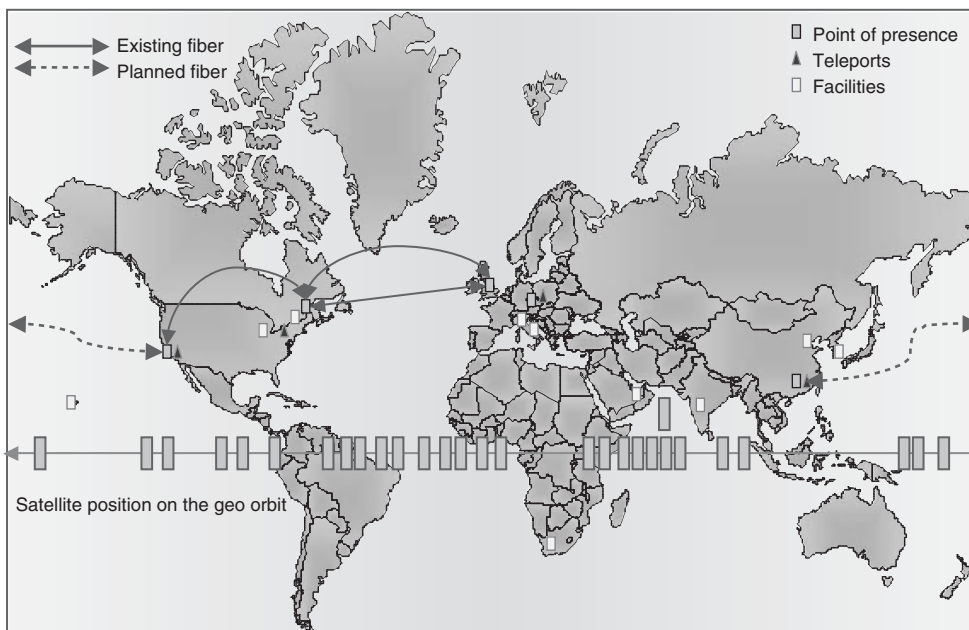 Existing fiber
Planned fiber
Point of presence
Teleports
Facilities
Satellite position on the geo orbit